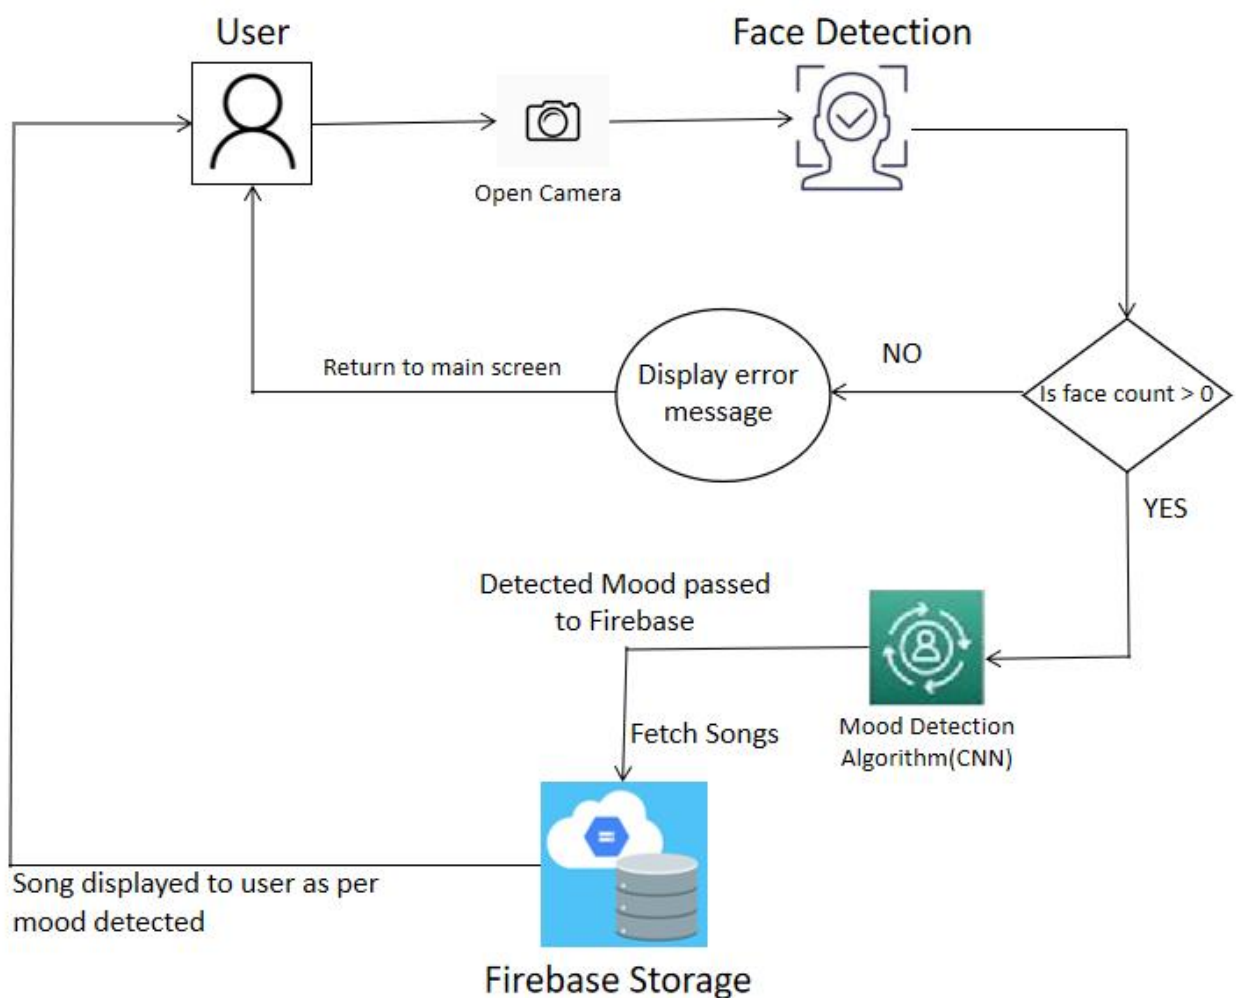 User
Face Detection
Open Camera
Return to main screen
Display error
message
NO
Is face count > 0
YES
Detected Mood passed
to Firebase
Fetch Songs
Mood Detection
Algorithm(CNN)
Song displayed to user as per
mood detected
Firebase Storage